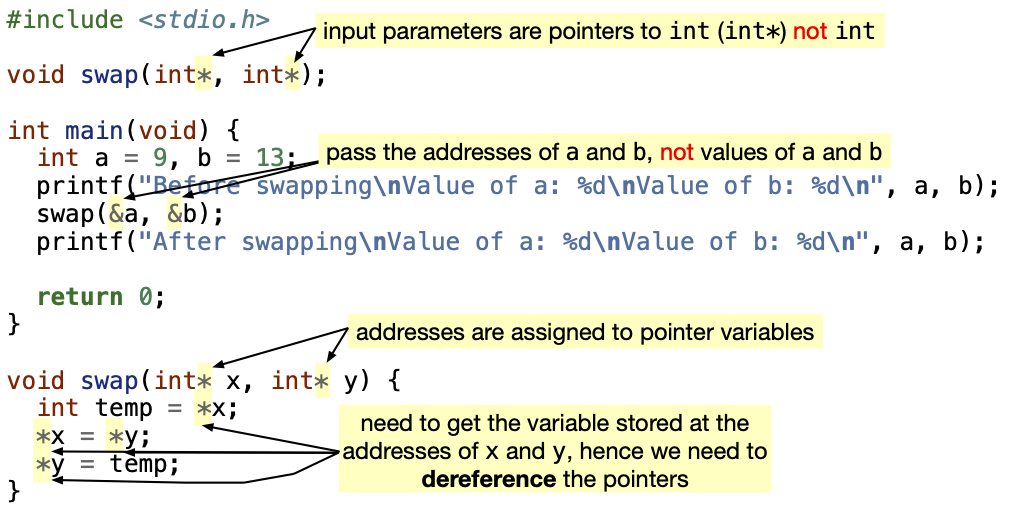 #include <stdio.h>
input parameters are pointers to int (int*) not int
void swap(int*, int*);
int main(void) {
int a = 9, b = 13;
pass the addresses of a and b, not values of a and b
printf("Before swapping\nValue of a: %d\nValue of b: %d\n", a, b);
swap(&a, &b);
printf("After swapping\nValue of a: %d\nValue of b: %d\n", a, b);
return 0;
}
addresses are assigned to pointer variables
void swap(int* x, int* y) {
int temp = *x;
*x = *y;
*y = temp;
}
need to get the variable stored at the
addresses of x and y, hence we need to
dereference the pointers